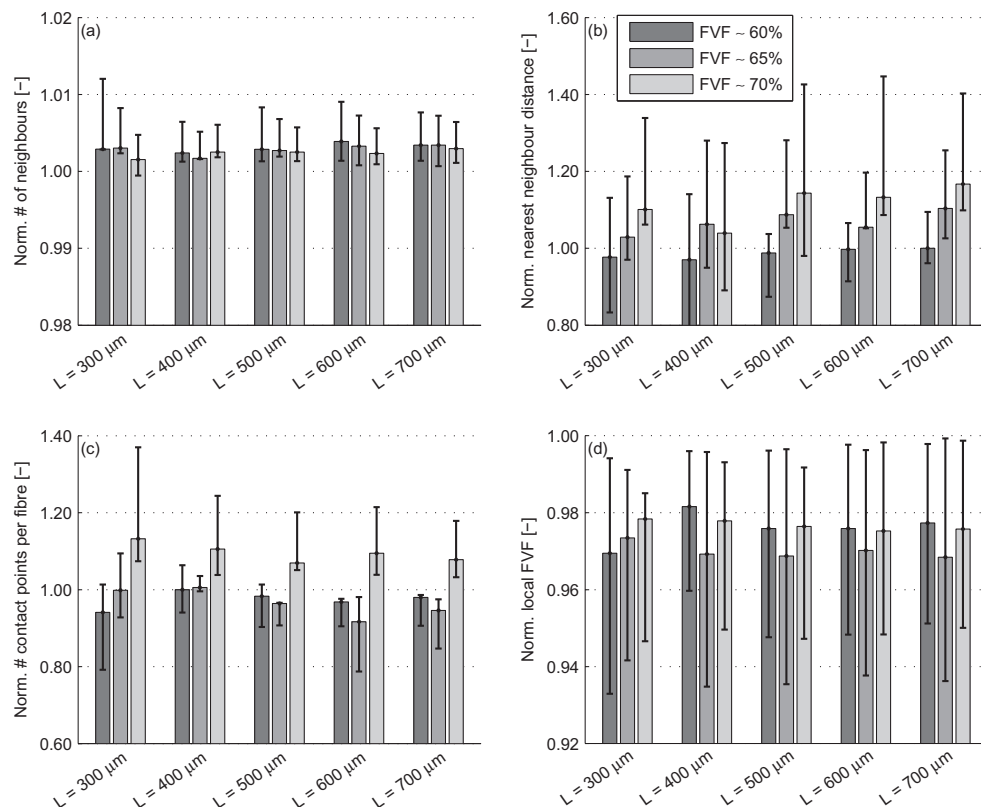 (a)
Norm. # of neighbours [−]
1.02
1.01
1.00
0.99
0.98
L = 300 µm
L = 400 µm
L = 500 µm
L = 600 µm
L = 700 µm
(b)
FVF ~ 60%
FVF ~ 65%
FVF ~ 70%
Norm. nearest neighbour distance [−]
1.60
1.40
1.20
1.00
0.80
L = 300 µm
L = 400 µm
L = 500 µm
L = 600 µm
L = 700 µm
(c)
Norm. # contact points per fibre [−]
1.40
1.20
1.00
0.80
0.60
L = 300 µm
L = 400 µm
L = 500 µm
L = 600 µm
L = 700 µm
(d)
Norm. local FVF [−]
1.00
0.98
0.96
0.94
0.92
L = 300 µm
L = 400 µm
L = 500 µm
L = 600 µm
L = 700 µm